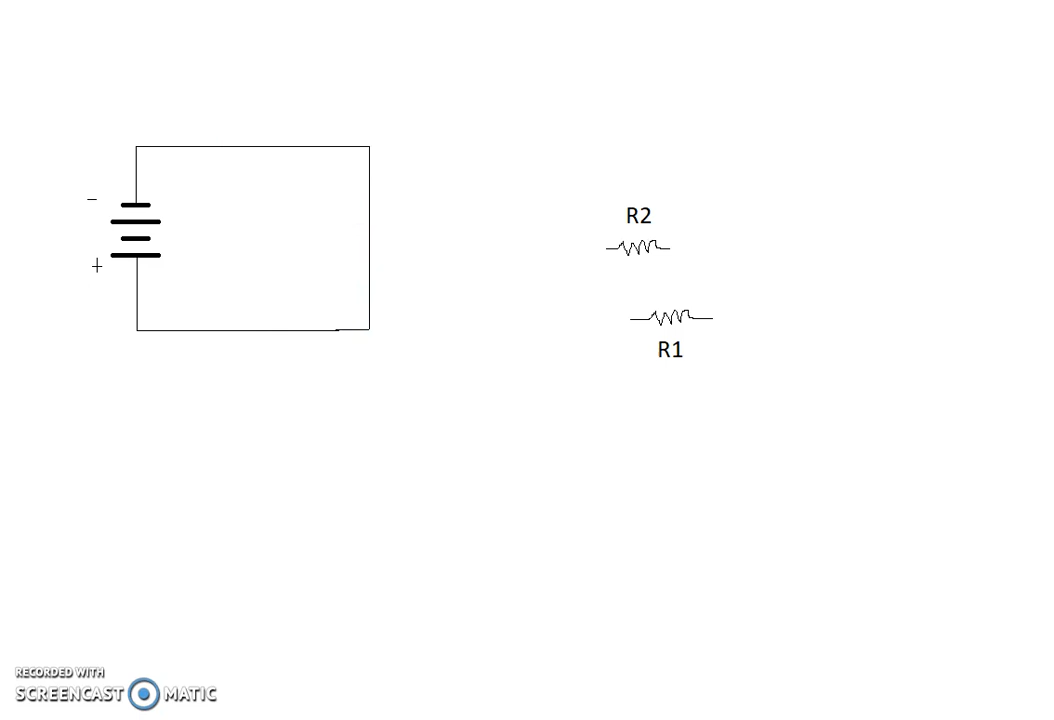 −
R2
+
R1
RECORDED WITH
SCREENCAST MATIC